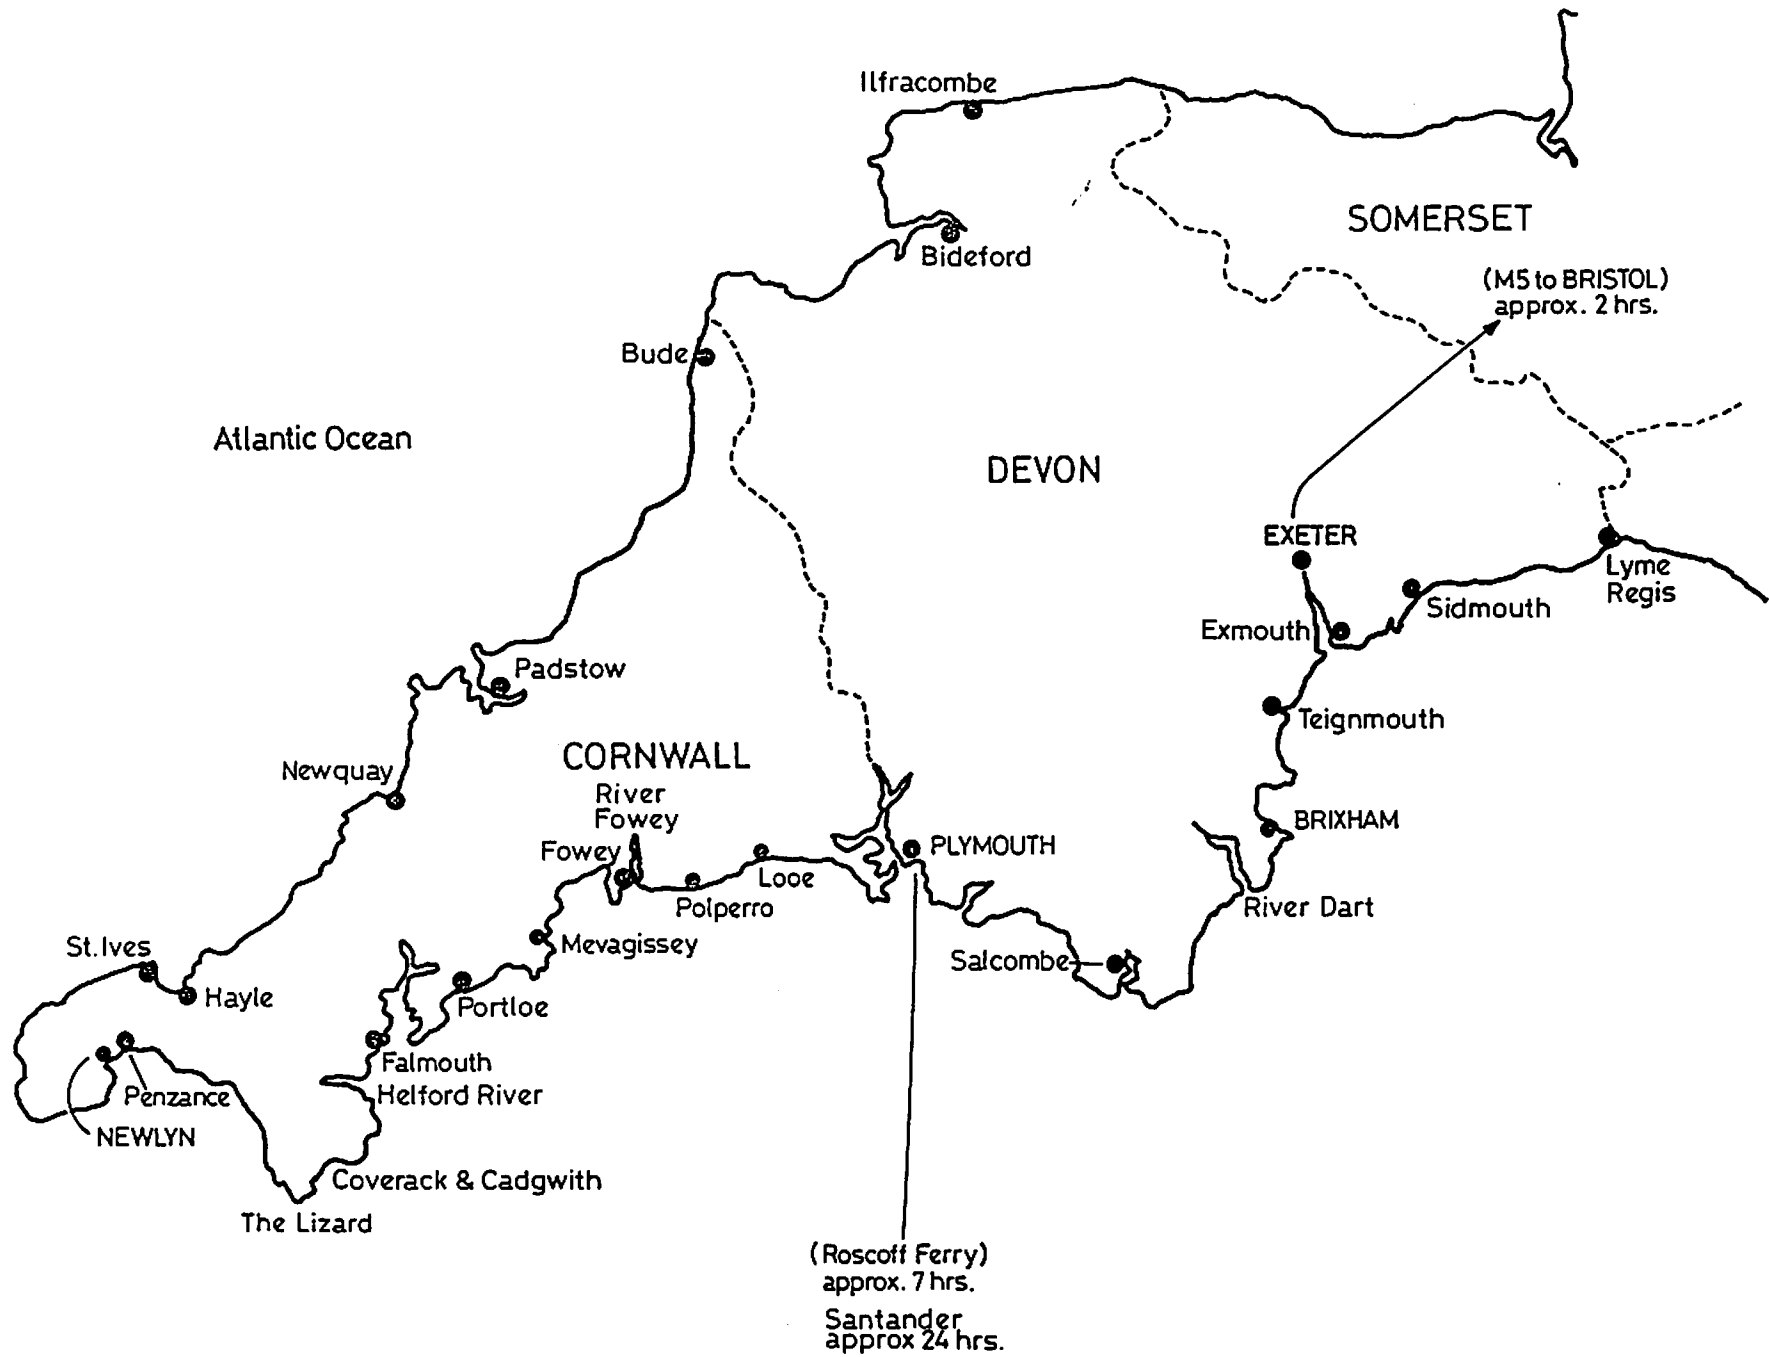 Ilfracombe
SOMERSET
Bideford
(M5 to BRISTOL)
approx. 2 hrs.
Bude
Atlantic Ocean
DEVON
EXETER
Lyme
Regis
Sidmouth
Exmouth
Padstow
Teignmouth
CORNWALL
Newquay
River
Fowey
BRIXHAM
Fowey
PLYMOUTH
Looe
Polperro
River Dart
Mevagissey
St. Ives
Salcombe
Hayle
Portloe
Falmouth
Penzance
Helford River
NEWLYN
Coverack & Cadgwith
The Lizard
(Roscoff Ferry)
approx. 7 hrs.
Santander
approx 24 hrs.